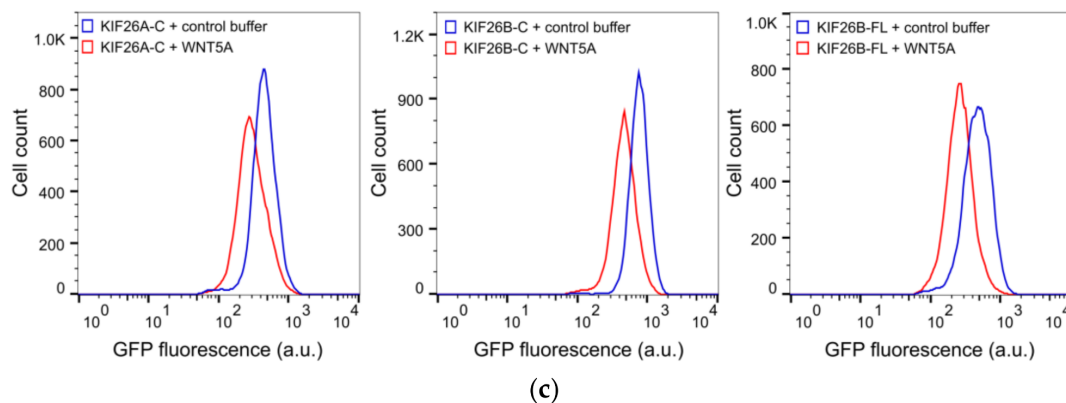 KIF26A-C + control buffer
KIF26A-C + WNT5A
1.0K
800
600
400
200
0
Cell count
10^0 10^1 10^2 10^3 10^4
GFP fluorescence (a.u.)
KIF26B-C + control buffer
KIF26B-C + WNT5A
1.2K
900
600
300
0
Cell count
10^0 10^1 10^2 10^3 10^4
GFP fluorescence (a.u.)
KIF26B-FL + control buffer
KIF26B-FL + WNT5A
800
600
400
200
0
Cell count
10^0 10^1 10^2 10^3 10^4
GFP fluorescence (a.u.)
(c)